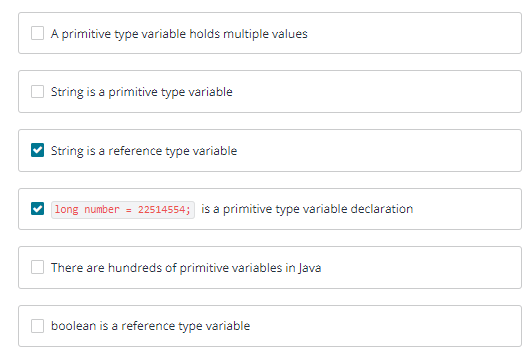 A primitive type variable holds multiple values
String is a primitive type variable
String is a reference type variable
long number = 22514554; is a primitive type variable declaration
There are hundreds of primitive variables in Java
boolean is a reference type variable